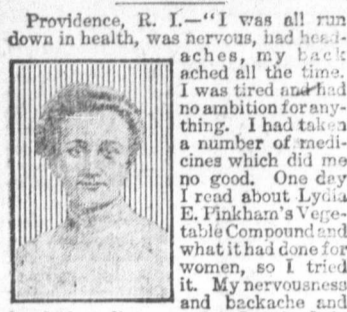 Providence, R. I.—"I was all run
down in health, was nervous, had head-
aches, my back
ached all the time.
I was tired and had
no ambition for any-
thing. I had taken
a number of medi-
cines which did me
no good. One day
I read about Lydia
E. Pinkham's Vege-
table Compound and
what it had done for
women, so I tried
it. My nervousness
and backache and